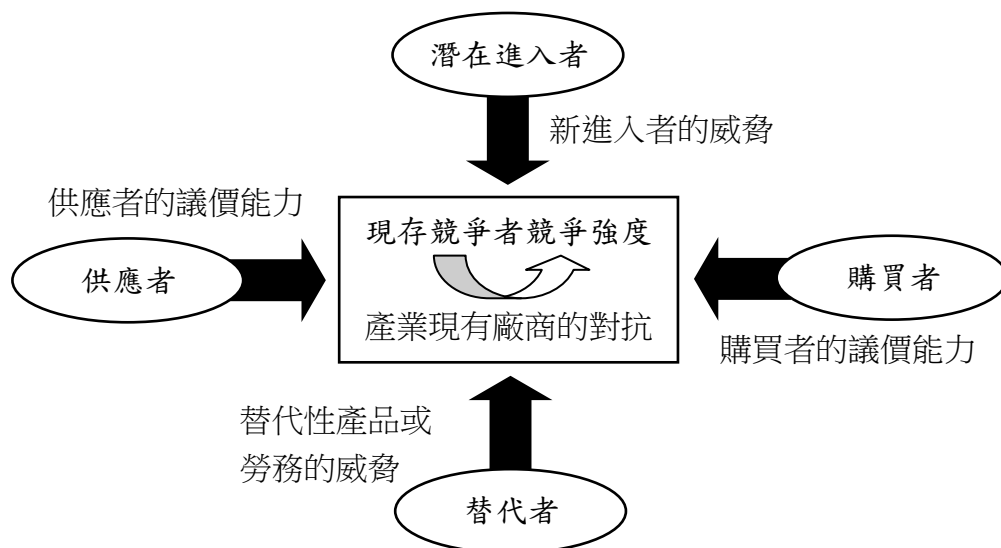 潛在進入者
新進入者的威脅
供應者的議價能力
現存競爭者競爭強度
供應者
購買者
產業現有廠商的對抗
購買者的議價能力
替代性產品或
勞務的威脅
替代者